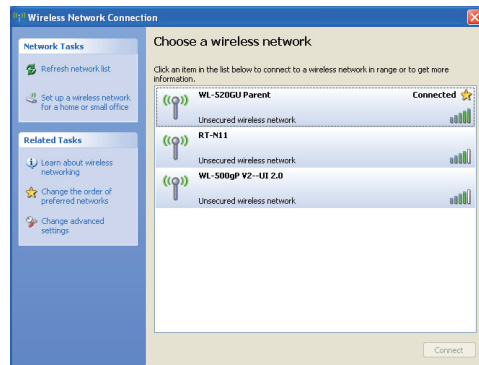 Wireless Network Connection
Network Tasks
Refresh network list
Set up a wireless network
for a home or small office
Related Tasks
Learn about wireless
networking
Change the order of
preferred networks
Change advanced
settings
Choose a wireless network
Click an item in the list below to connect to a wireless network in range or to get more
information.
WL-520GU Parent Connected
Unsecured wireless network
RT-N11
Unsecured wireless network
WL-500gP V2--UI 2.0
Unsecured wireless network
Connect